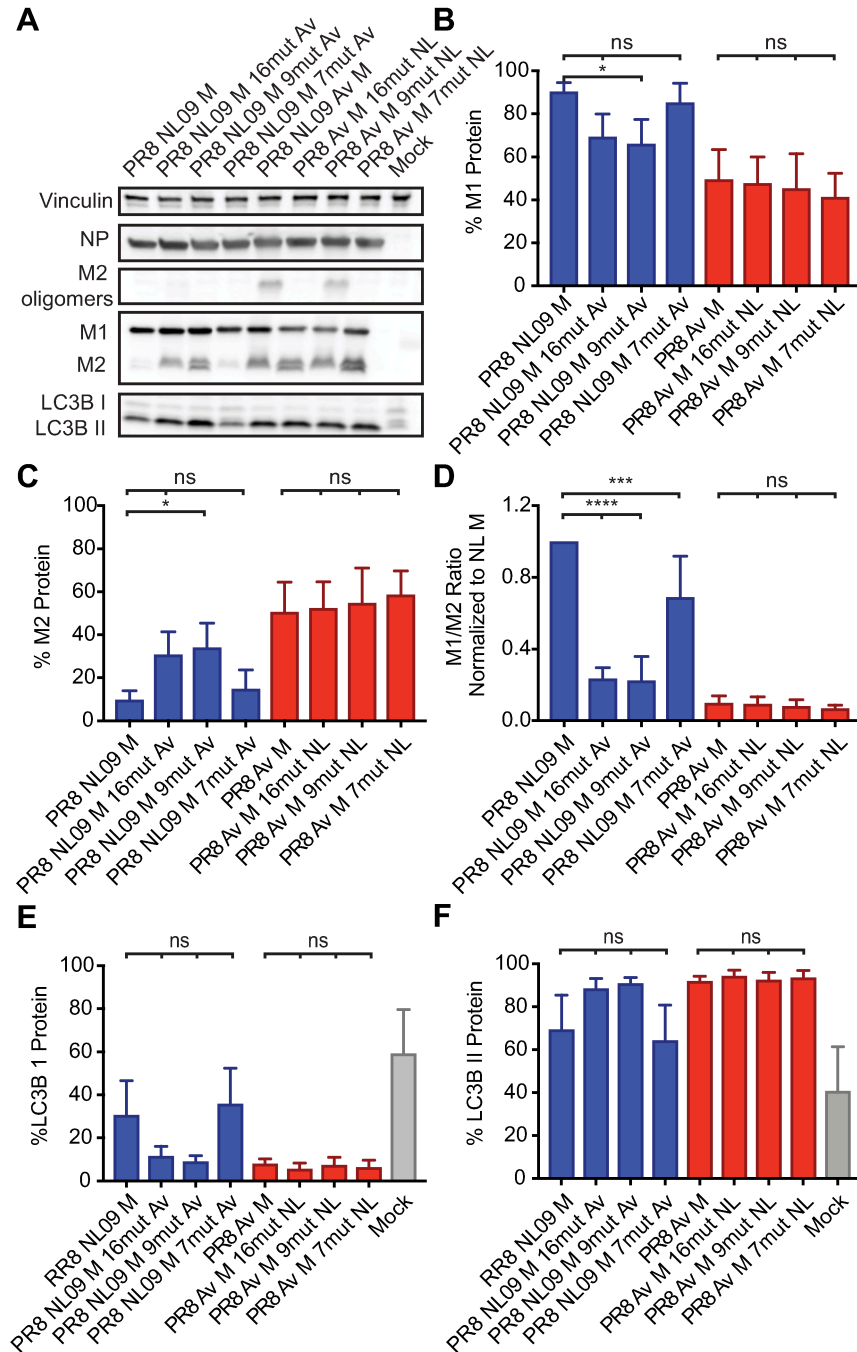 A
PR8 NL09 M
PR8 NL09 M 16mut Av
PR8 NL09 M 9mut Av
PR8 NL09 M 7mut Av
PR8 NL09 Av M
PR8 Av M 16mut NL
PR8 Av M 9mut NL
PR8 Av M 7mut NL
Mock
Vinculin
NP
M2
oligomers
M1
M2
LC3B I
LC3B II
B
ns
ns
*
% M1 Protein
100
80
60
40
20
0
PR8 NL09 M
PR8 NL09 M 16mut Av
PR8 NL09 M 9mut Av
PR8 NL09 M 7mut Av
PR8 Av M
PR8 Av M 16mut NL
PR8 Av M 9mut NL
PR8 Av M 7mut NL
C
ns
ns
*
% M2 Protein
100
80
60
40
20
0
PR8 NL09 M
PR8 NL09 M 16mut Av
PR8 NL09 M 9mut Av
PR8 NL09 M 7mut Av
PR8 Av M
PR8 Av M 16mut NL
PR8 Av M 9mut NL
PR8 Av M 7mut NL
D
***
ns
****
M1/M2 Ratio
Normalized to NL M
1.2
0.8
0.4
0.0
PR8 NL09 M
PR8 NL09 M 16mut Av
PR8 NL09 M 9mut Av
PR8 NL09 M 7mut Av
PR8 Av M
PR8 Av M 16mut NL
PR8 Av M 9mut NL
PR8 Av M 7mut NL
E
ns
ns
%LC3B 1 Protein
100
80
60
40
20
0
RR8 NL09 M
PR8 NL09 M 16mut Av
PR8 NL09 M 9mut Av
PR8 NL09 M 7mut Av
PR8 Av M
PR8 Av M 16mut NL
PR8 Av M 9mut NL
PR8 Av M 7mut NL
Mock
F
ns
ns
% LC3B II Protein
100
80
60
40
20
0
RR8 NL09 M
PR8 NL09 M 16mut Av
PR8 NL09 M 9mut Av
PR8 NL09 M 7mut Av
PR8 Av M
PR8 Av M 16mut NL
PR8 Av M 9mut NL
PR8 Av M 7mut NL
Mock